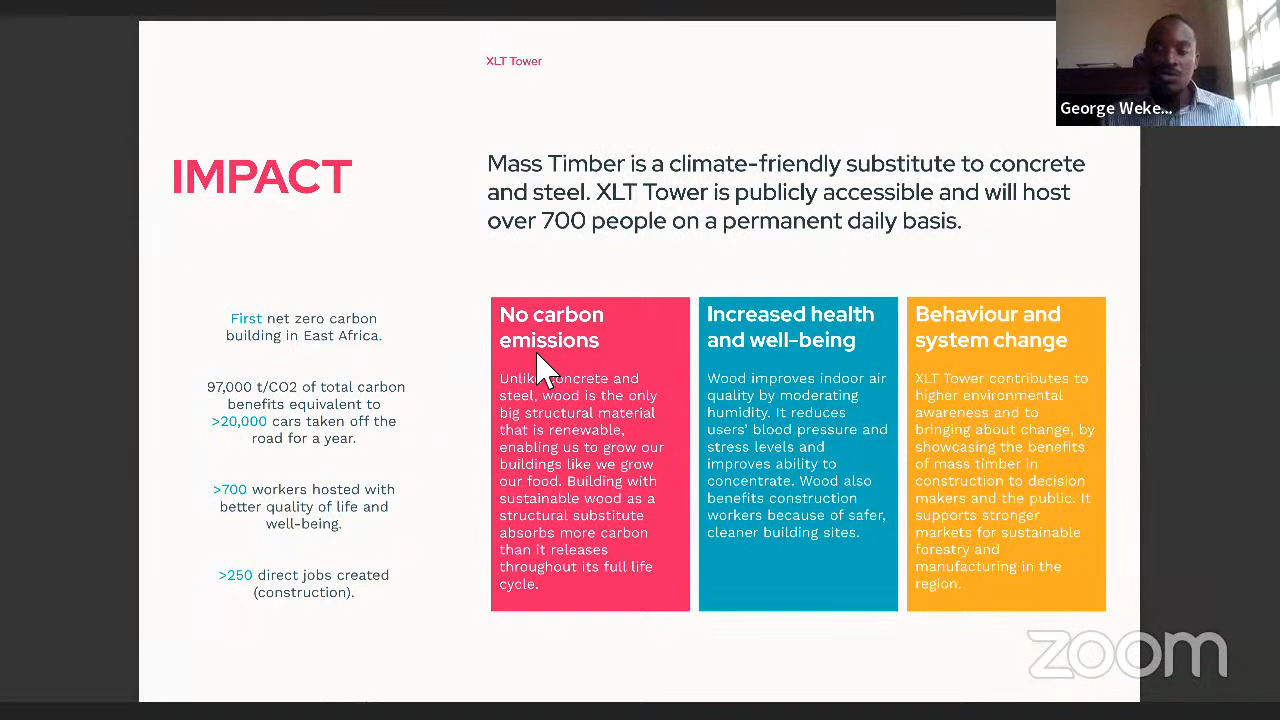 XLT Tower
George Weke...
IMPACT
Mass Timber is a climate-friendly substitute to concrete
and steel. XLT Tower is publicly accessible and will host
over 700 people on a permanent daily basis.
First net zero carbon
building in East Africa.
97,000 t/CO2 of total carbon
benefits equivalent to
>20,000 cars taken off the
road for a year.
>700 workers hosted with
better quality of life and
well-being.
>250 direct jobs created
(construction).
No carbon
emissions
Unlike concrete and
steel, wood is the only
big structural material
that is renewable,
enabling us to grow our
buildings like we grow
our food. Building with
sustainable wood as a
structural substitute
absorbs more carbon
than it releases
throughout its full life
cycle.
Increased health
and well-being
Wood improves indoor air
quality by moderating
humidity. It reduces
users' blood pressure and
stress levels and
improves ability to
concentrate. Wood also
benefits construction
workers because of safer,
cleaner building sites.
Behaviour and
system change
XLT Tower contributes to
higher environmental
awareness and to
bringing about change, by
showcasing the benefits
of mass timber in
construction to decision
makers and the public. It
supports stronger
markets for sustainable
forestry and
manufacturing in the
region.
zoom